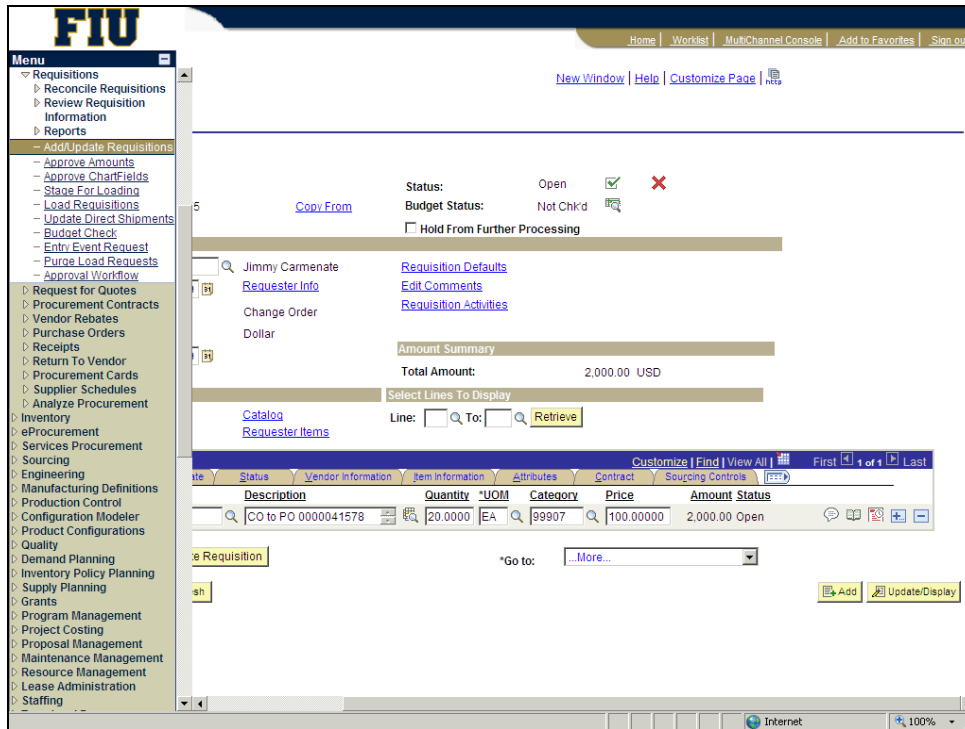 FIU
Home | Worklist | MultiChannel Console | Add to Favorites | Sign ou
Menu
Requisitions
Reconcile Requisitions
Review Requisition
Information
Reports
Add/Update Requisitions
Approve Amounts
Approve ChartFields
Stage For Loading
Load Requisitions
Update Direct Shipments
Budget Check
Entry Event Request
Purge Load Requests
Approval Workflow
Request for Quotes
Procurement Contracts
Vendor Rebates
Purchase Orders
Receipts
Return To Vendor
Procurement Cards
Supplier Schedules
Analyze Procurement
Inventory
eProcurement
Services Procurement
Sourcing
Engineering
Manufacturing Definitions
Production Control
Configuration Modeler
Product Configurations
Quality
Demand Planning
Inventory Policy Planning
Supply Planning
Grants
Program Management
Project Costing
Proposal Management
Maintenance Management
Resource Management
Lease Administration
Staffing
New Window | Help | Customize Page | http
Status: Open
5 Copy From Budget Status: Not Chk'd
Hold From Further Processing
Jimmy Carmenate Requisition Defaults
31 Requester Info Edit Comments
Change Order Requisition Activities
Dollar
31 Amount Summary
Total Amount: 2,000.00 USD
Select Lines To Display
Catalog Line: To: Retrieve
Requester Items
Customize | Find | View All | First 1 of 1 Last
ate Status Vendor Information Item Information Attributes Contract Sourcing Controls
Description Quantity *UOM Category Price Amount Status
CO to PO 0000041578 20.0000 EA 99907 100.00000 2,000.00 Open
te Requisition *Go to: ...More...
esh Add Update/Display
Internet 100%